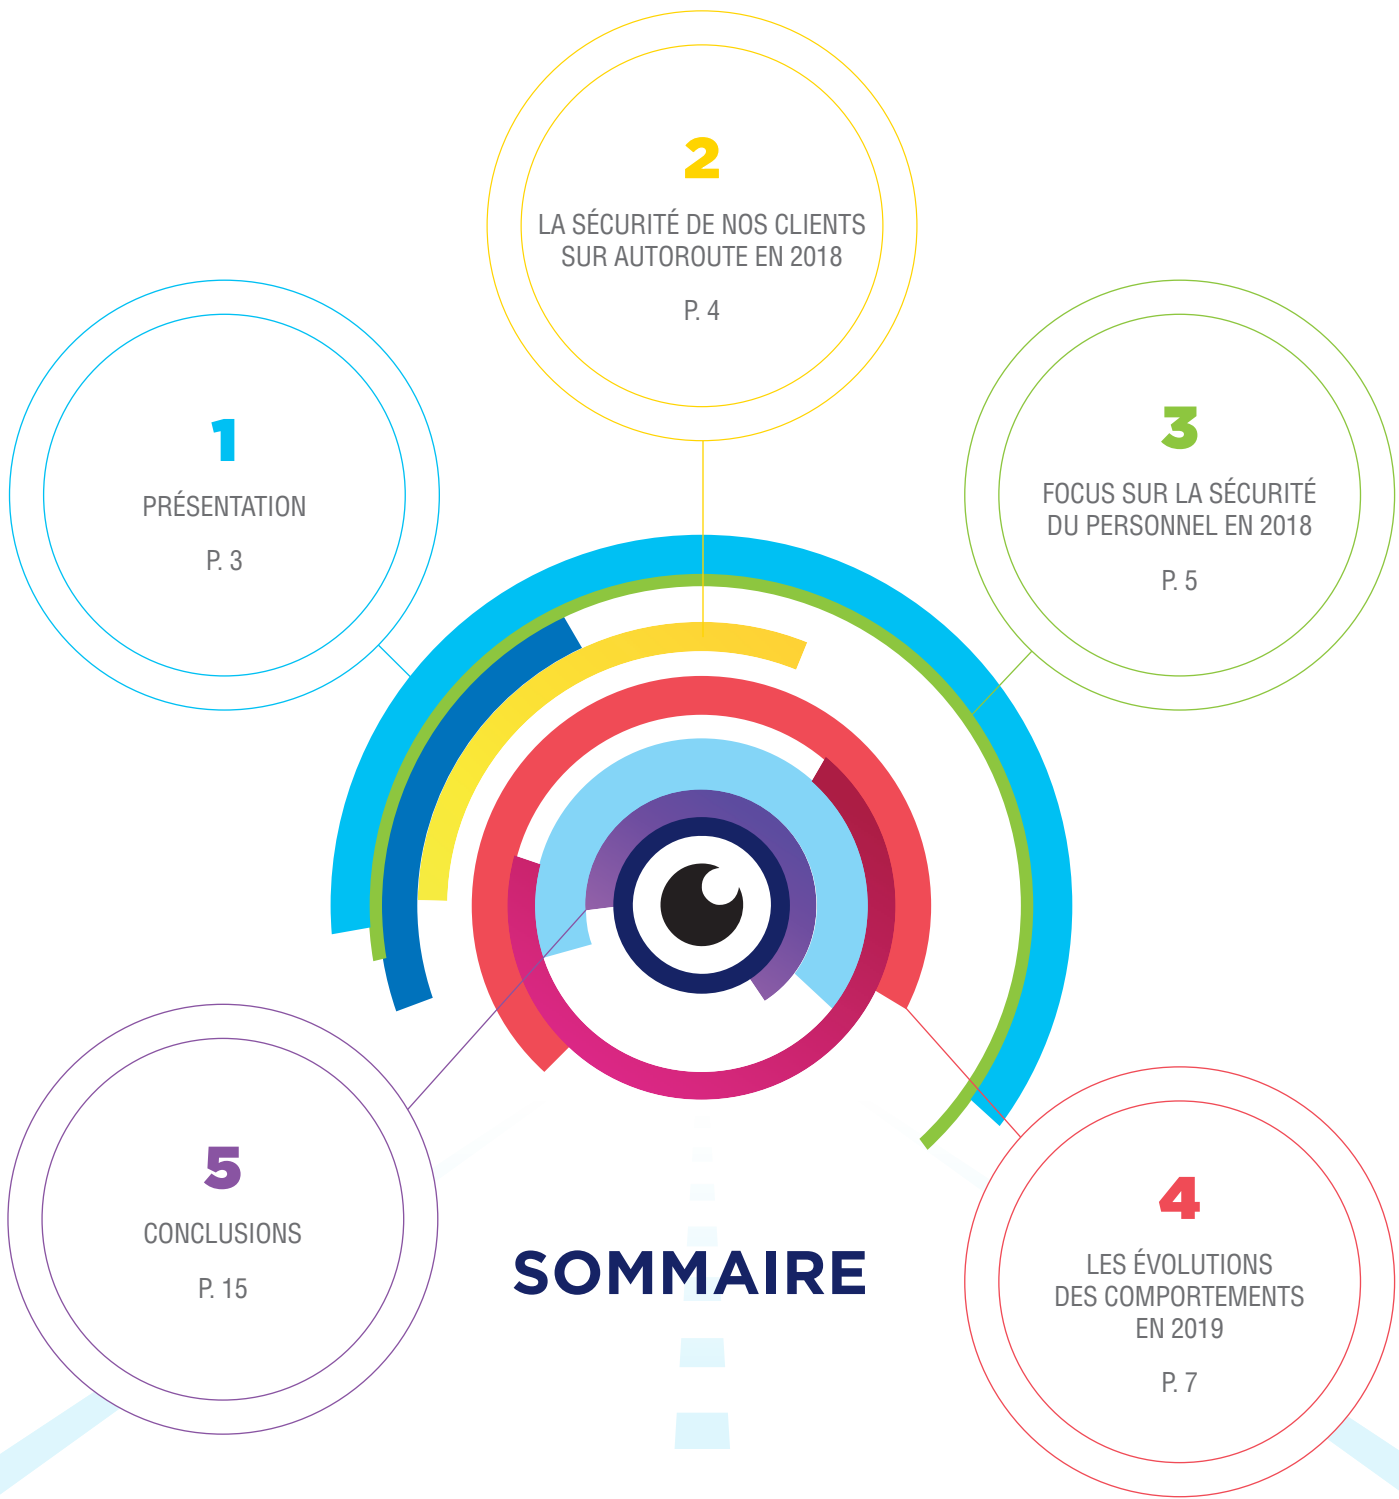 1
PRÉSENTATION
P. 3
2
LA SÉCURITÉ DE NOS CLIENTS
SUR AUTOROUTE EN 2018
P. 4
3
FOCUS SUR LA SÉCURITÉ
DU PERSONNEL EN 2018
P. 5
4
LES ÉVOLUTIONS
DES COMPORTEMENTS
EN 2019
P. 7
5
CONCLUSIONS
P. 15
SOMMAIRE